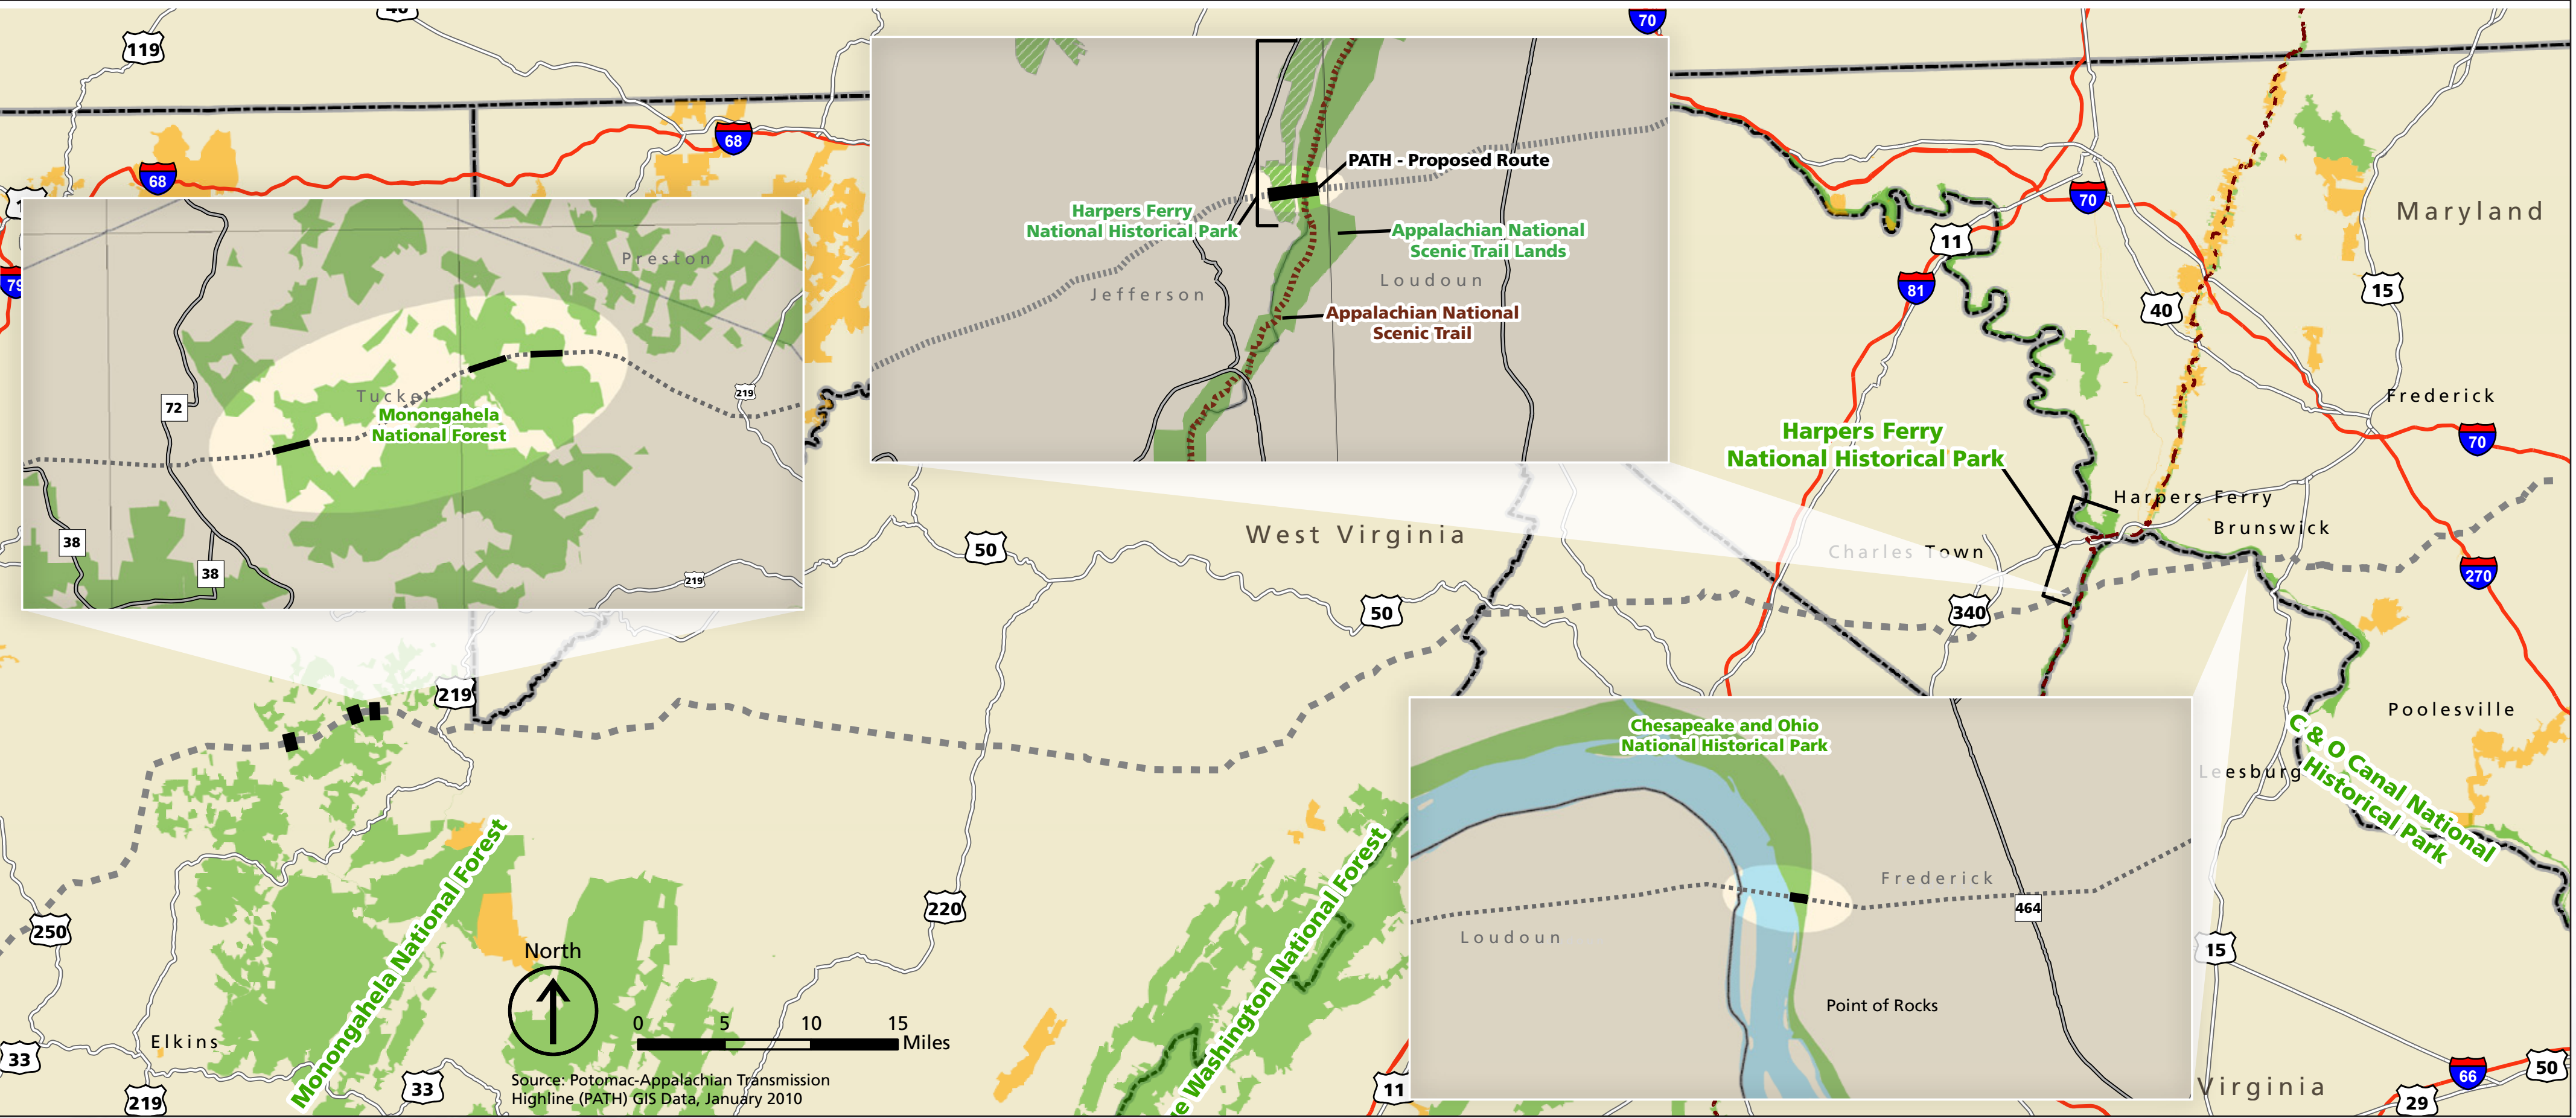 40
119
70
68
68
79
Preston
72
Tucker
Monongahela
National Forest
219
38
38
219
PATH - Proposed Route
Harpers Ferry
National Historical Park
Appalachian National
Scenic Trail Lands
Jefferson
Loudoun
Appalachian National
Scenic Trail
Maryland
70
11
81
40
15
Frederick
70
Harpers Ferry
National Historical Park
Harpers Ferry
Brunswick
Charles Town
West Virginia
50
50
340
270
219
Poolesville
Leesburg
C & O Canal National
Historical Park
Chesapeake and Ohio
National Historical Park
Frederick
464
Loudoun
Point of Rocks
Monongahela National Forest
Washington National Forest
220
250
North
0 5 10 15
Miles
Elkins
33
33
219
Source: Potomac-Appalachian Transmission
Highline (PATH) GIS Data, January 2010
11
15
Virginia
66
50
29